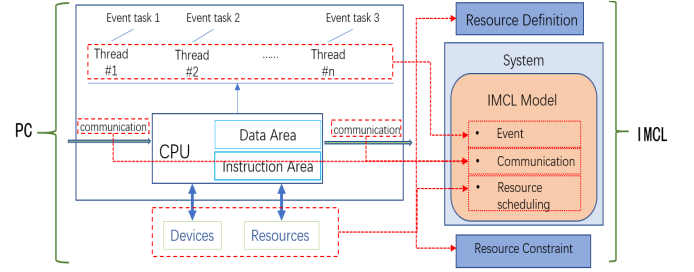 Event task 1
Event task 2
Event task 3
Thread
#1
Thread
#2
......
Thread
#n
PC
communication
CPU
Data Area
Instruction Area
communication
Devices
Resources
Resource Definition
System
IMCL Model
• Event
• Communication
• Resource
scheduling
Resource Constraint
IMCL